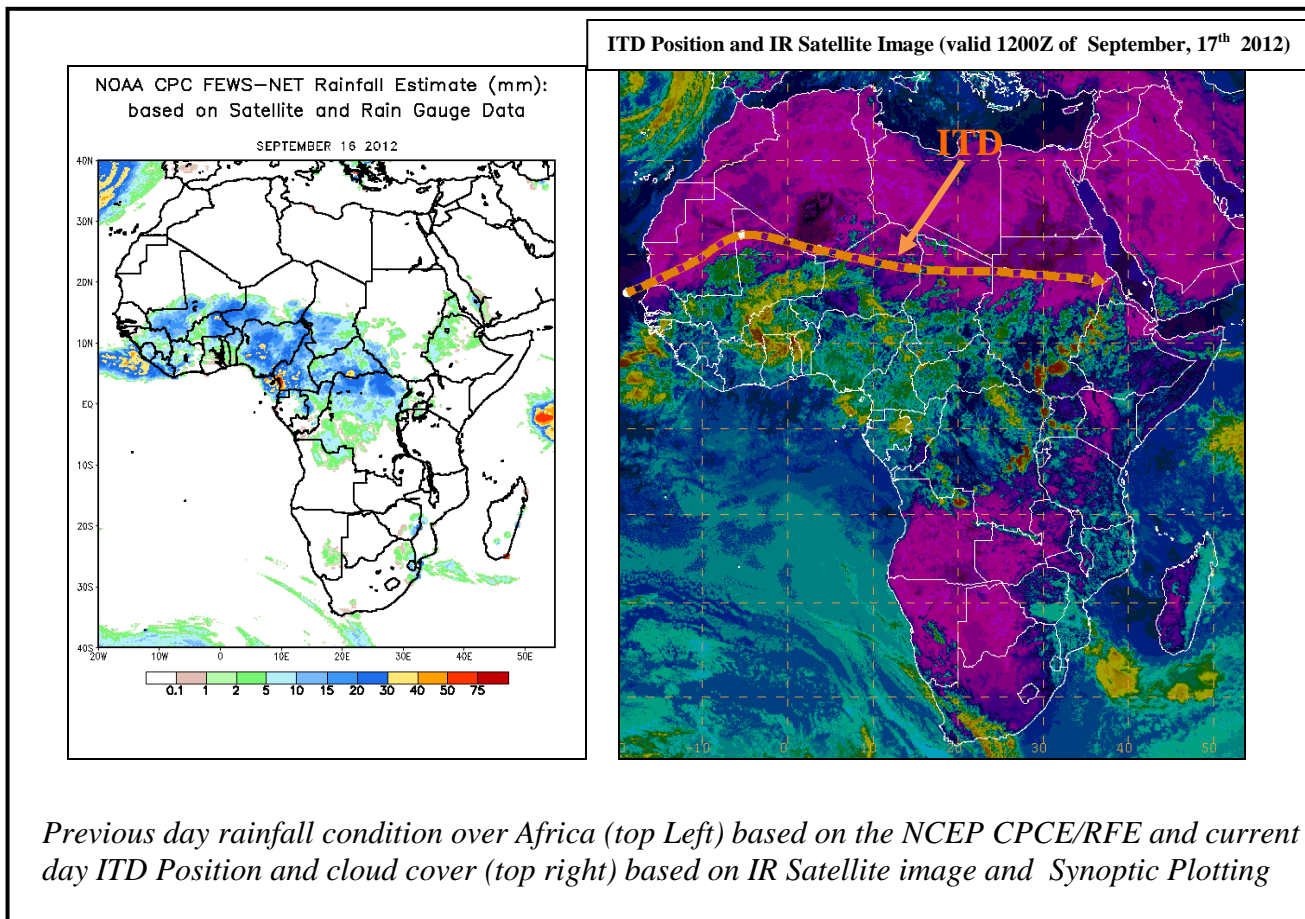 ITD Position and IR Satellite Image (valid 1200Z of September, 17th 2012)
NOAA CPC FEWS-NET Rainfall Estimate (mm):
based on Satellite and Rain Gauge Data
SEPTEMBER 16 2012
40N
30N
20N
10N
EQ
10S
20S
30S
40S
20W 10W 0 10E 20E 30E 40E 50E
0.1 1 2 5 10 15 20 30 40 50 75
ITD
-10 0 10 20 30 40 50
Previous day rainfall condition over Africa (top Left) based on the NCEP CPCE/RFE and current
day ITD Position and cloud cover (top right) based on IR Satellite image and Synoptic Plotting